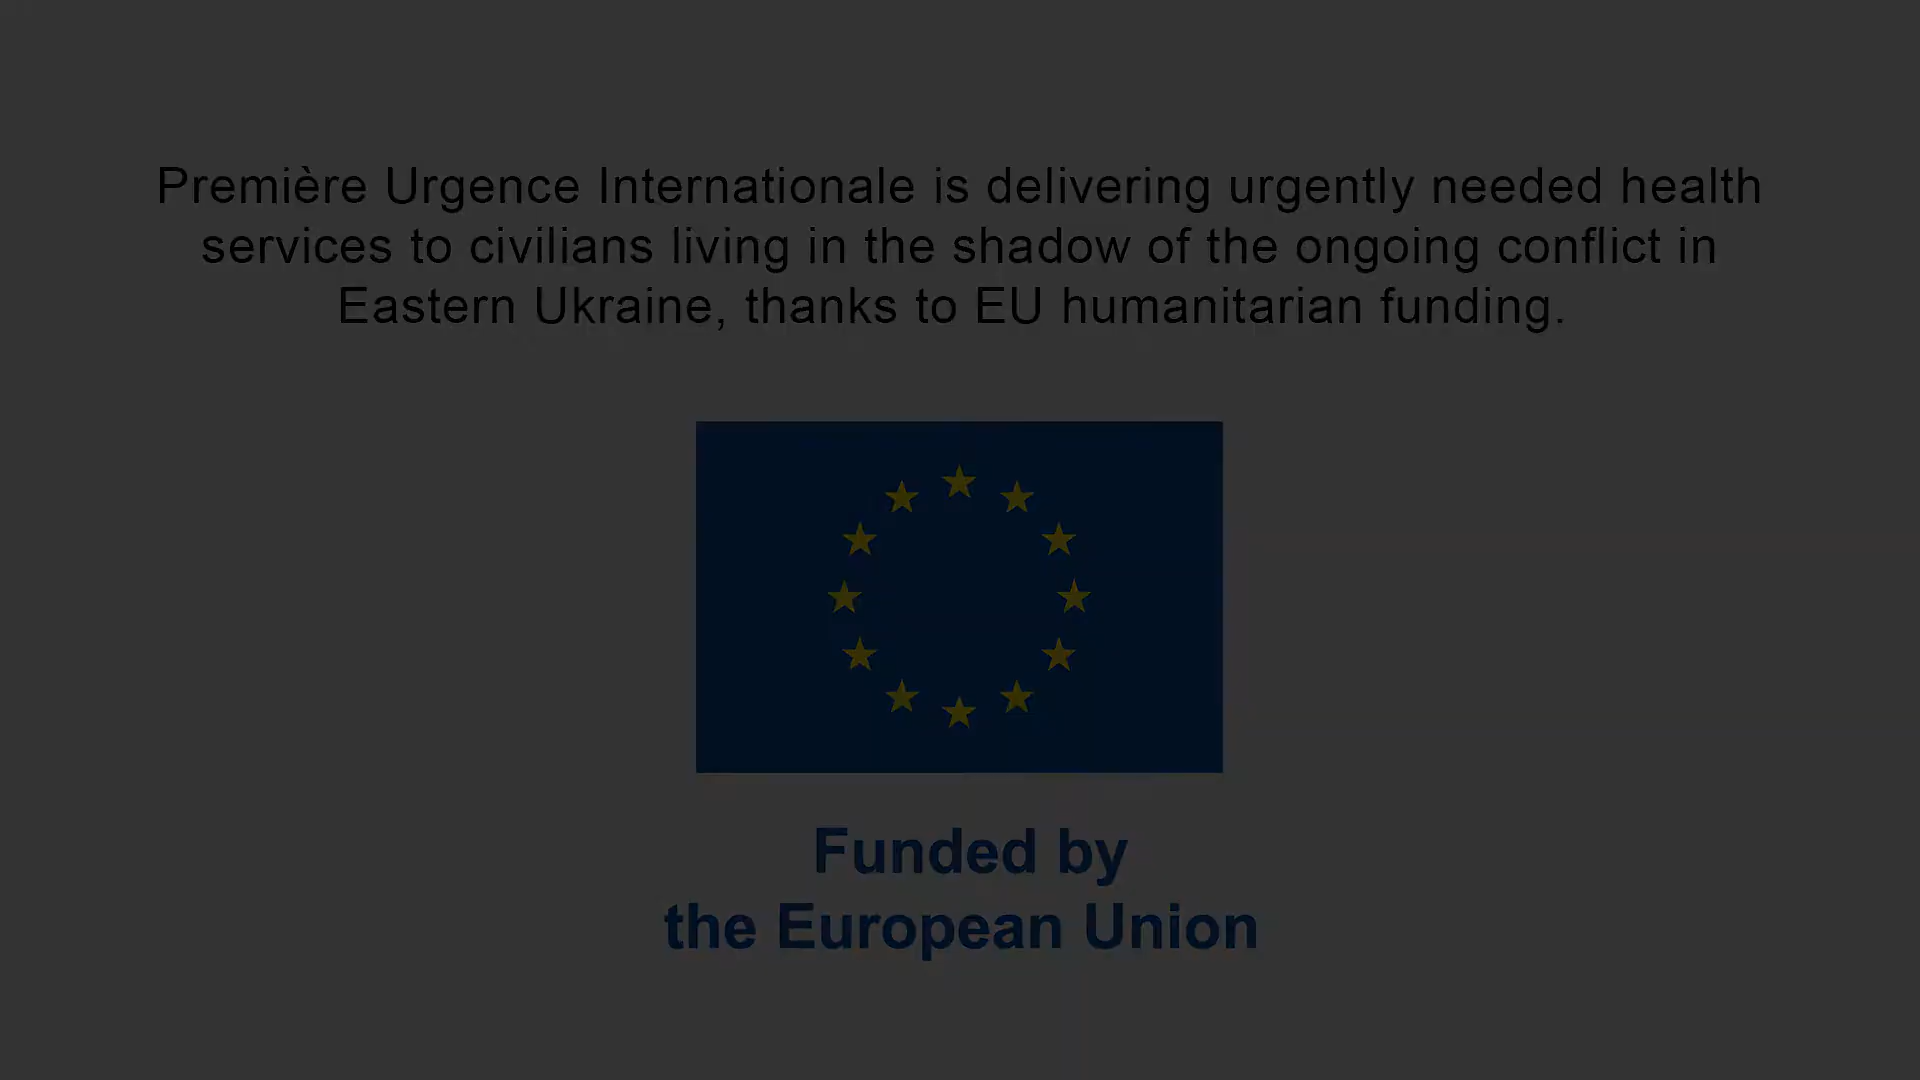 Première Urgence Internationale is delivering urgently needed health
services to civilians living in the shadow of the ongoing conflict in
Eastern Ukraine, thanks to EU humanitarian funding.
Funded by
the European Union